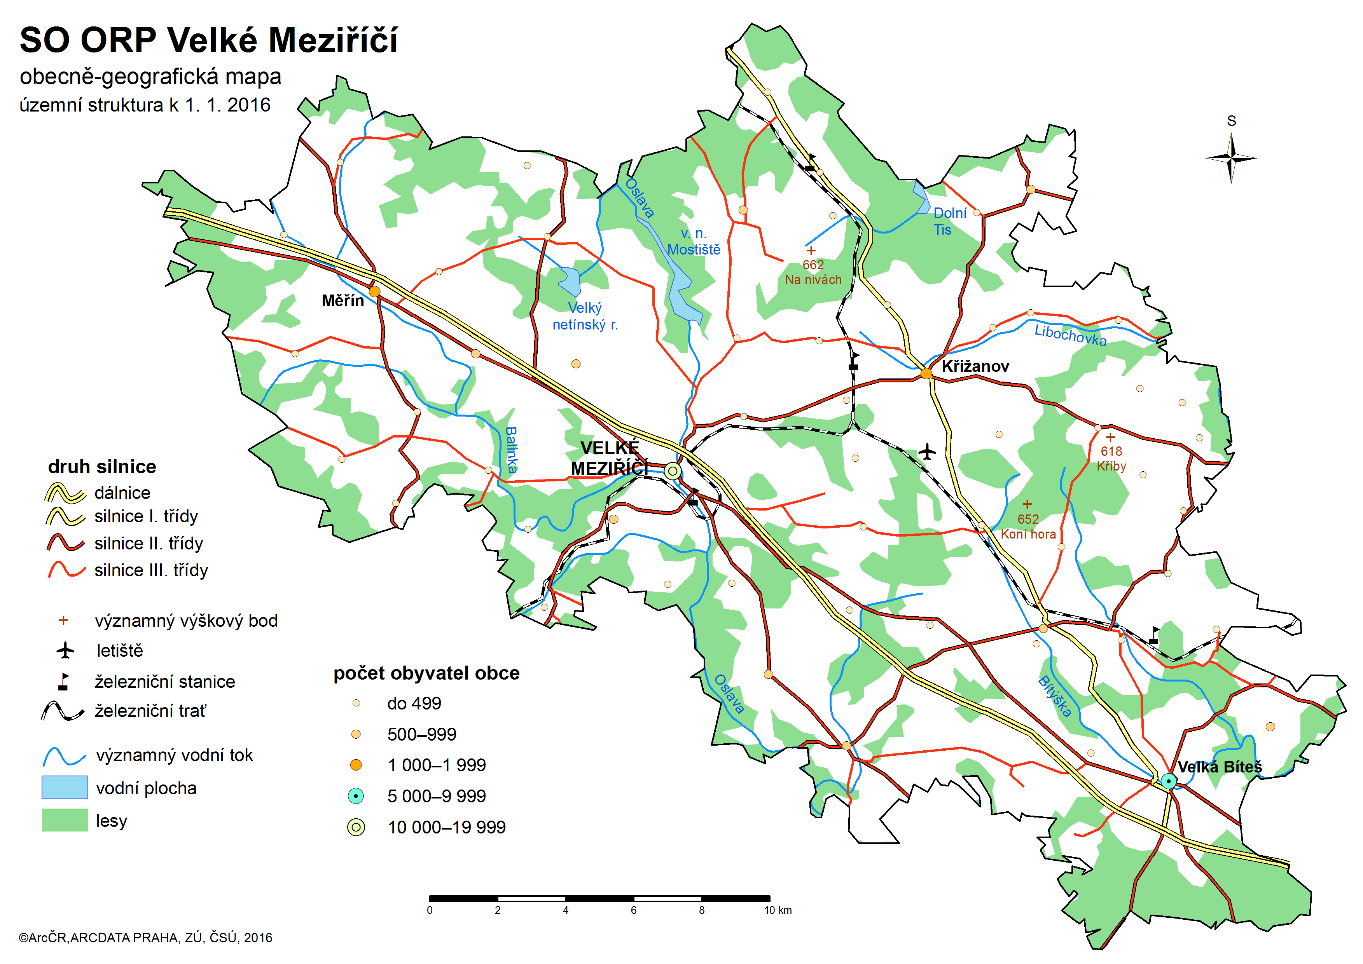 SO ORP Velké Meziříčí
obecně-geografická mapa
územní struktura k 1. 1. 2016
S
Oslava
v. n.
Mostiště
Dolní
Tis
662
Na nivách
Měřín
Velký
netínský r.
Libochovka
Křižanov
Balinka
VELKÉ
MEZIŘÍČÍ
618
Křiby
652
Koní hora
Oslava
Bítýška
Velká Bíteš
druh silnice
dálnice
silnice I. třídy
silnice II. třídy
silnice III. třídy
významný výškový bod
letiště
železniční stanice
železniční trať
významný vodní tok
vodní plocha
lesy
počet obyvatel obce
do 499
500–999
1 000–1 999
5 000–9 999
10 000–19 999
0 2 4 6 8 10 km
©ArcČR,ARCDATA PRAHA, ZÚ, ČSÚ, 2016